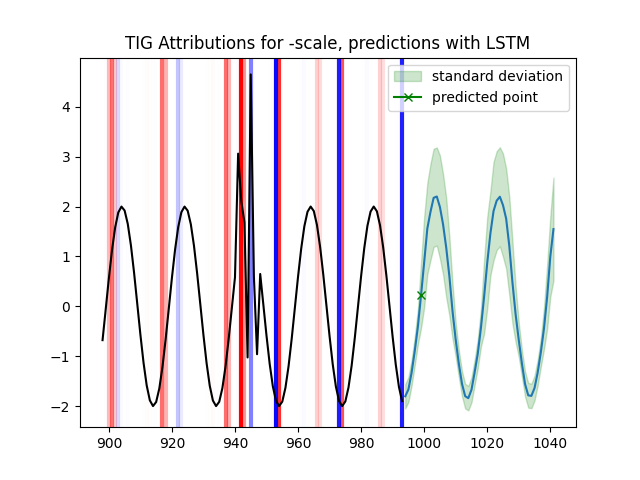 TIG Attributions for -scale, predictions with LSTM
standard deviation
predicted point
4
3
2
1
0
−1
−2
900 920 940 960 980 1000 1020 1040